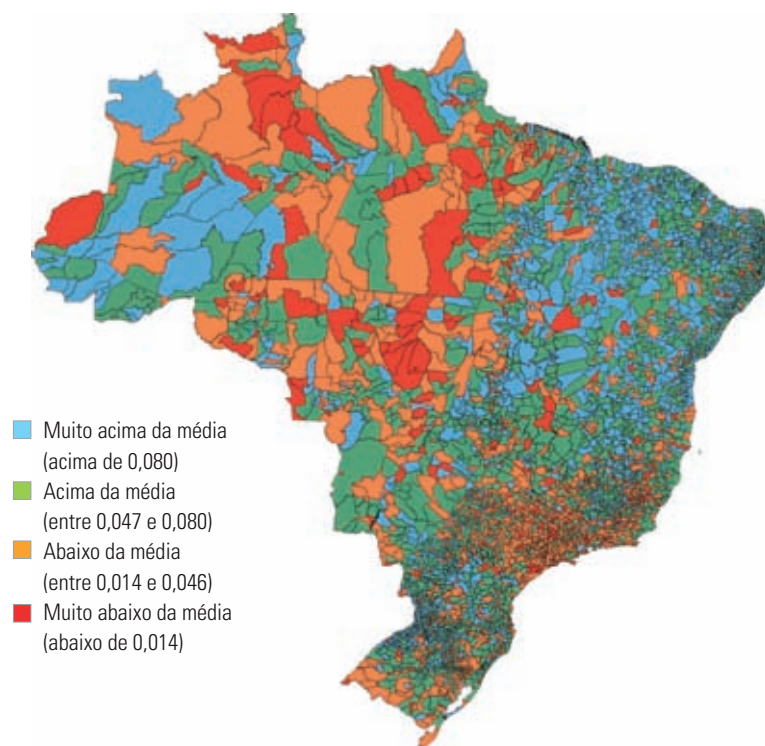 Muito acima da média
(acima de 0,080)
Acima da média
(entre 0,047 e 0,080)
Abaixo da média
(entre 0,014 e 0,046)
Muito abaixo da média
(abaixo de 0,014)